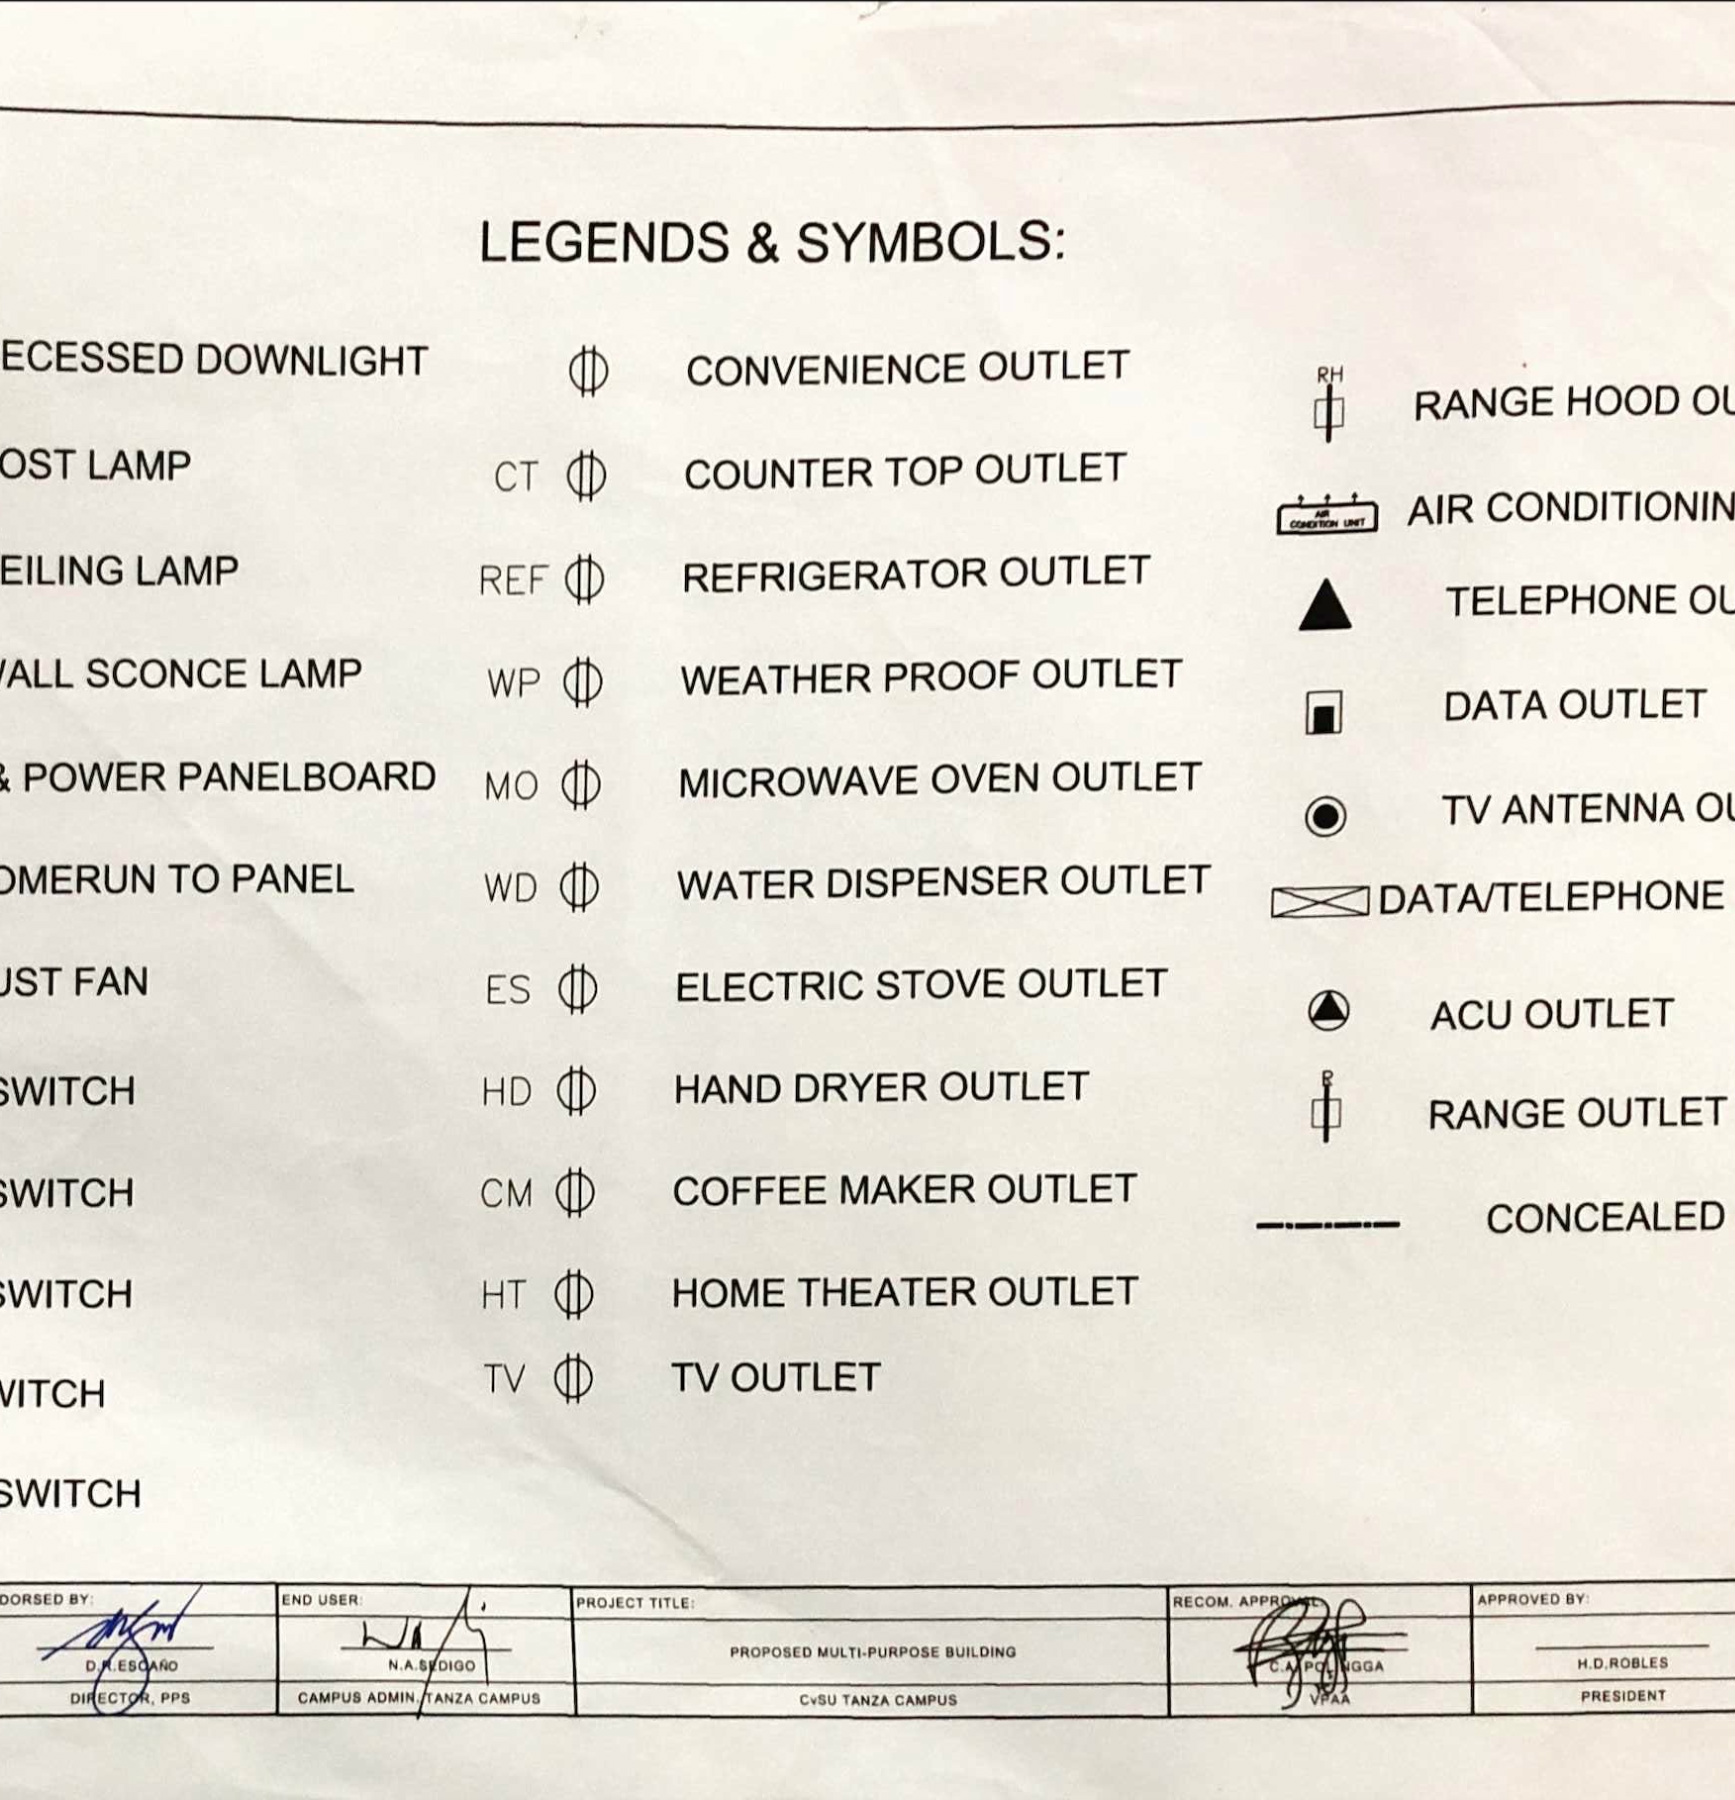 LEGENDS & SYMBOLS:
ECESSED DOWNLIGHT
OST LAMP
EILING LAMP
ALL SCONCE LAMP
& POWER PANELBOARD
OMERUN TO PANEL
UST FAN
SWITCH
SWITCH
SWITCH
WITCH
SWITCH
CONVENIENCE OUTLET
CT COUNTER TOP OUTLET
REF REFRIGERATOR OUTLET
WP WEATHER PROOF OUTLET
MO MICROWAVE OVEN OUTLET
WD WATER DISPENSER OUTLET
ES ELECTRIC STOVE OUTLET
HD HAND DRYER OUTLET
CM COFFEE MAKER OUTLET
HT HOME THEATER OUTLET
TV TV OUTLET
RH RANGE HOOD OU
AIR CONDITION UNIT AIR CONDITIONIN
TELEPHONE OU
DATA OUTLET
TV ANTENNA OU
DATA/TELEPHONE
ACU OUTLET
R RANGE OUTLET
CONCEALED
DORSED BY:
D.R.ESCAÑO
DIRECTOR, PPS
END USER:
N.A.SEDIGO
CAMPUS ADMIN, TANZA CAMPUS
PROJECT TITLE:
PROPOSED MULTI-PURPOSE BUILDING
CvSU TANZA CAMPUS
RECOM. APPROVAL
VPAA
APPROVED BY:
H.D.ROBLES
PRESIDENT